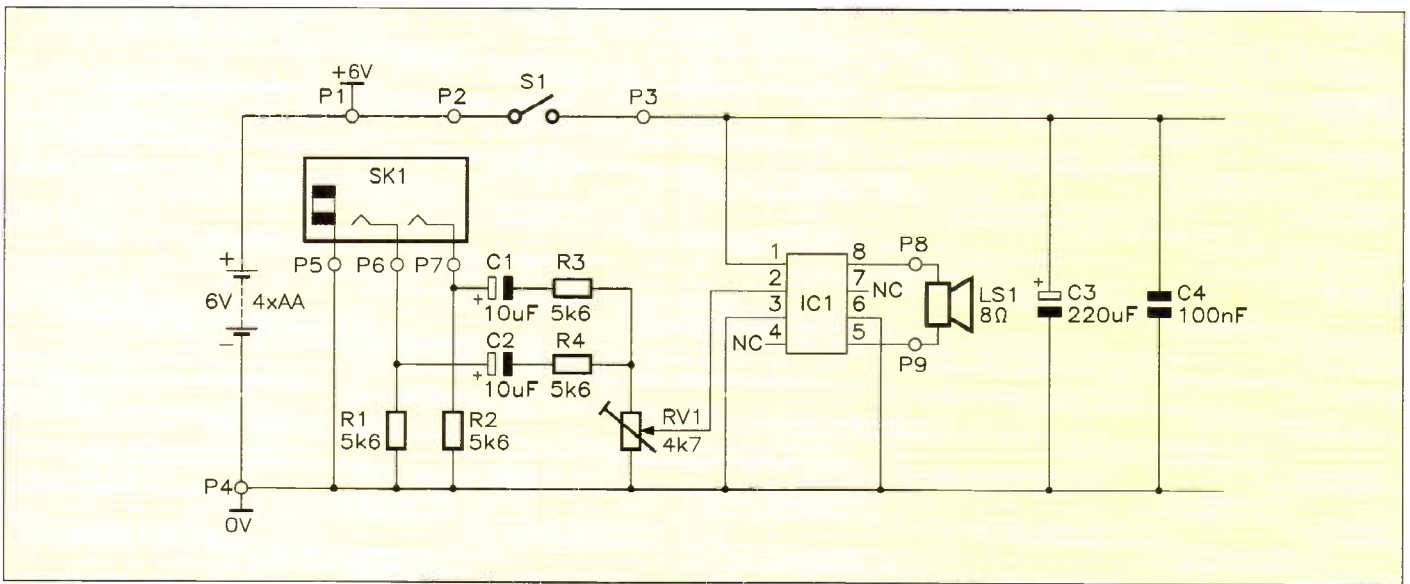 +6V
P1
P2
S1
P3
SK1
P5
P6
P7
C1
R3
+
10uF
5k6
C2
R4
+
10uF
5k6
+
6V
4xAA
-
R1
5k6
R2
5k6
RV1
4k7
1
2
3
4
NC
IC1
8
7
NC
6
5
P8
P9
LS1
8Ω
+
C3
220uF
C4
100nF
P4
0V